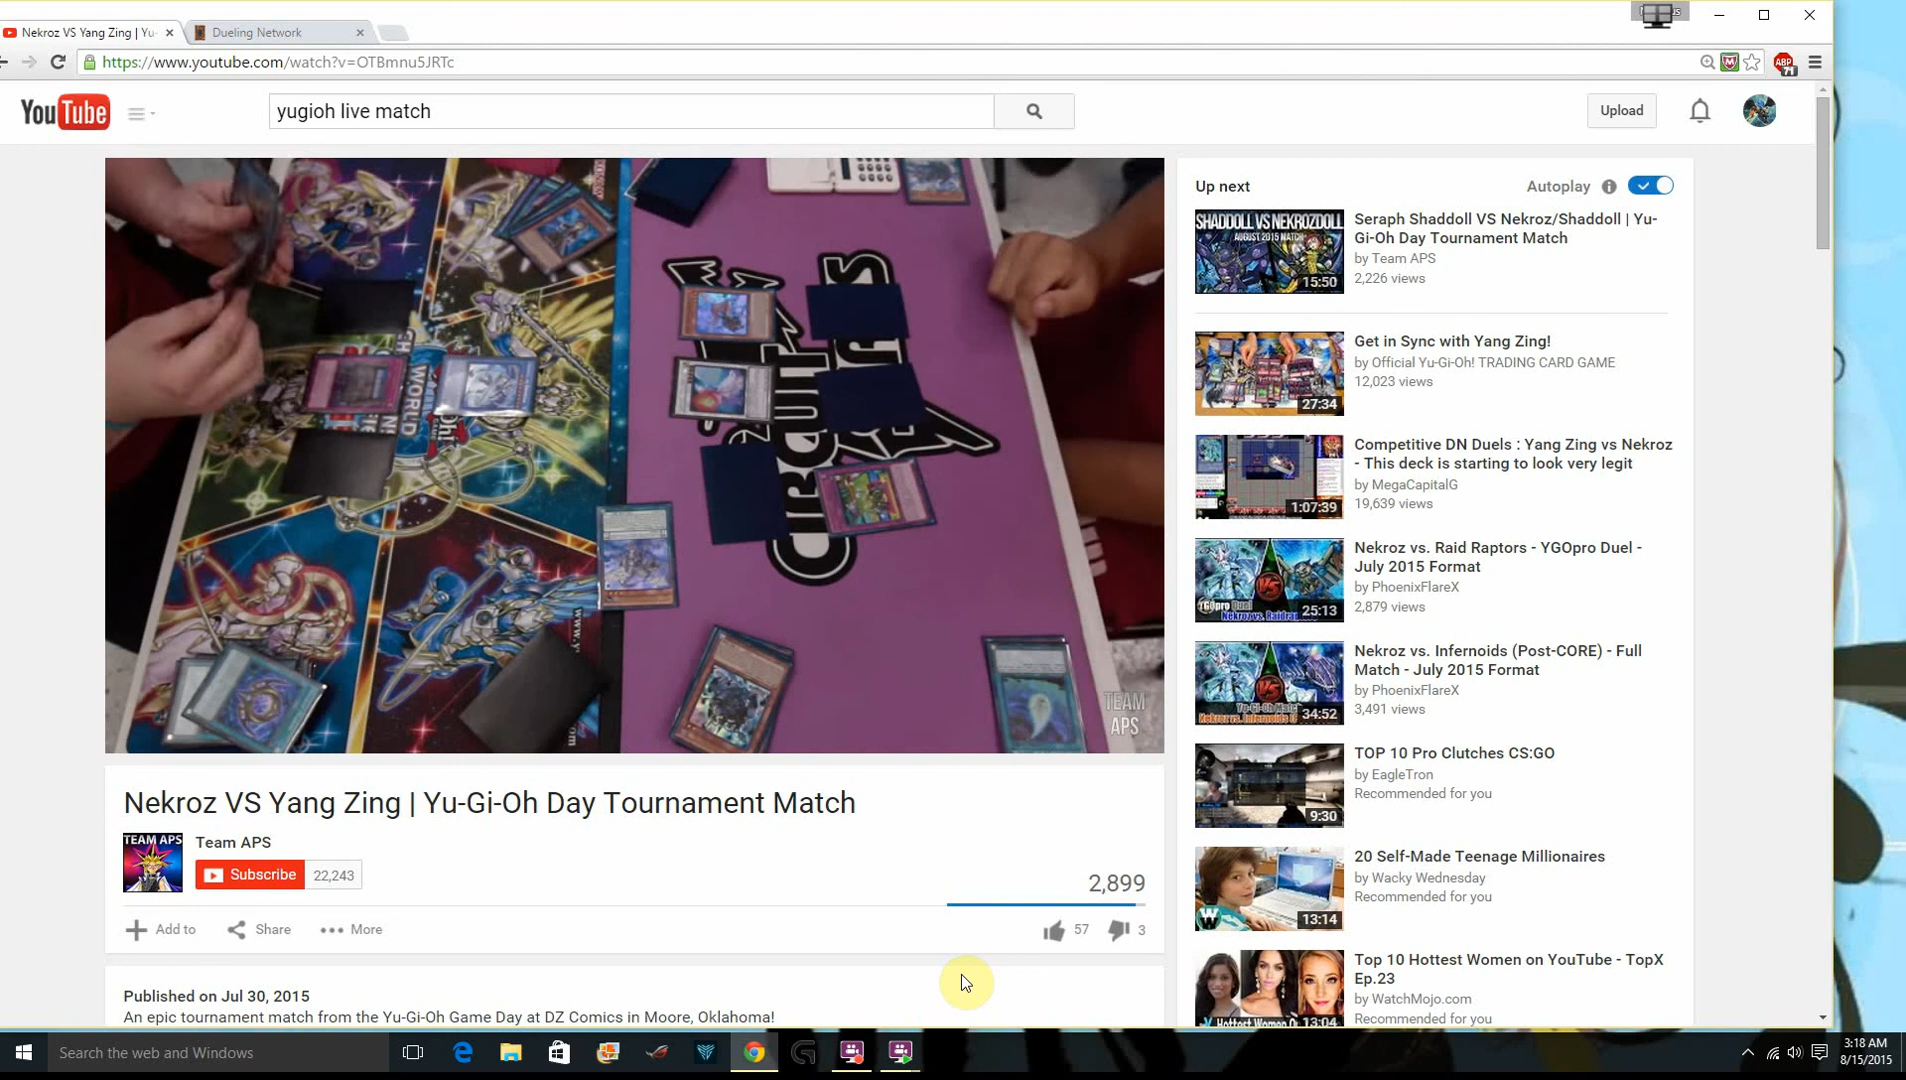 Nekroz VS Yang Zing | Yu-
Dueling Network
https://www.youtube.com/watch?v=OTBmnu5JRTc
ABP
71
YouTube
yugioh live match
Upload
CIRCUIT
TEAM
APS
Up next
Autoplay
SHADDOLL VS NEKROZDOLL
AUGUST 2015 MATCH
15:50
Seraph Shaddoll VS Nekroz/Shaddoll | Yu-
Gi-Oh Day Tournament Match
by Team APS
2,226 views
27:34
Get in Sync with Yang Zing!
by Official Yu-Gi-Oh! TRADING CARD GAME
12,023 views
1:07:39
Competitive DN Duels : Yang Zing vs Nekroz
- This deck is starting to look very legit
by MegaCapitalG
19,639 views
YGOpro Duel
25:13
Nekroz vs. Raid Raptors - YGOpro Duel -
July 2015 Format
by PhoenixFlareX
2,879 views
34:52
Nekroz vs. Infernoids (Post-CORE) - Full
Match - July 2015 Format
by PhoenixFlareX
3,491 views
9:30
TOP 10 Pro Clutches CS:GO
by EagleTron
Recommended for you
W
13:14
20 Self-Made Teenage Millionaires
by Wacky Wednesday
Recommended for you
13:04
Top 10 Hottest Women on YouTube - TopX
Ep.23
by WatchMojo.com
Recommended for you
Nekroz VS Yang Zing | Yu-Gi-Oh Day Tournament Match
TEAM APS
Team APS
Subscribe
22,243
2,899
Add to
Share
More
57
3
Published on Jul 30, 2015
An epic tournament match from the Yu-Gi-Oh Game Day at DZ Comics in Moore, Oklahoma!
Search the web and Windows
3:18 AM
8/15/2015